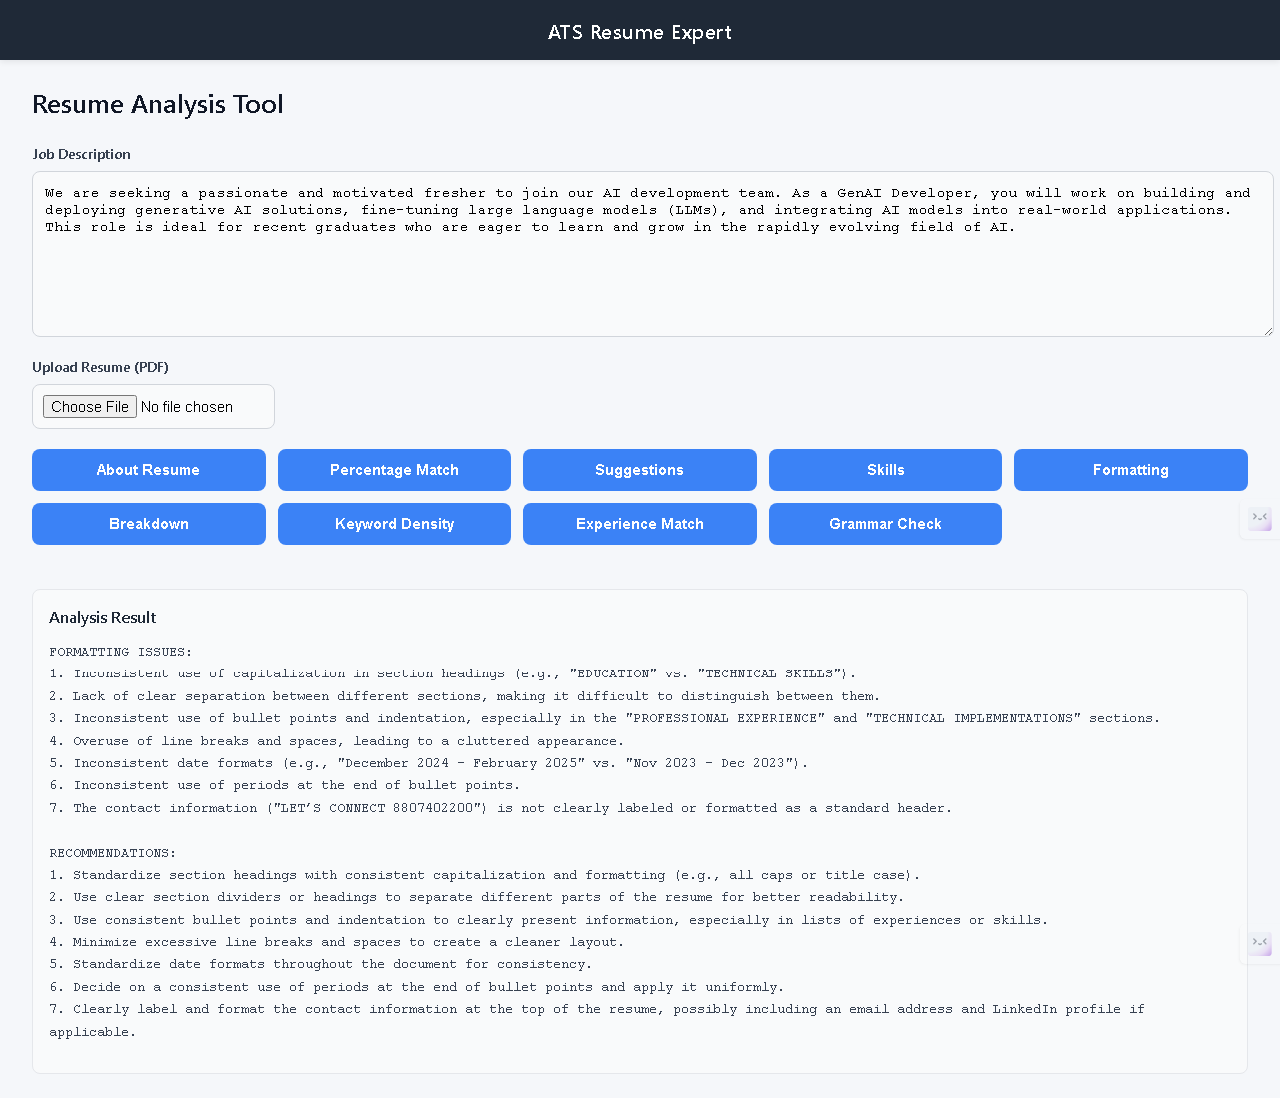 ATS Resume Expert
Resume Analysis Tool
Job Description
We are seeking a passionate and motivated fresher to join our AI development team. As a GenAI Developer, you will work on building and
deploying generative AI solutions, fine-tuning large language models (LLMs), and integrating AI models into real-world applications.
This role is ideal for recent graduates who are eager to learn and grow in the rapidly evolving field of AI.
Upload Resume (PDF)
Choose File No file chosen
About Resume Percentage Match Suggestions Skills Formatting
Breakdown Keyword Density Experience Match Grammar Check
Analysis Result
FORMATTING ISSUES:
1. Inconsistent use of capitalization in section headings (e.g., "EDUCATION" vs. "TECHNICAL SKILLS").
2. Lack of clear separation between different sections, making it difficult to distinguish between them.
3. Inconsistent use of bullet points and indentation, especially in the "PROFESSIONAL EXPERIENCE" and "TECHNICAL IMPLEMENTATIONS" sections.
4. Overuse of line breaks and spaces, leading to a cluttered appearance.
5. Inconsistent date formats (e.g., "December 2024 – February 2025" vs. "Nov 2023 – Dec 2023").
6. Inconsistent use of periods at the end of bullet points.
7. The contact information ("LET’S CONNECT 8807402200") is not clearly labeled or formatted as a standard header.
RECOMMENDATIONS:
1. Standardize section headings with consistent capitalization and formatting (e.g., all caps or title case).
2. Use clear section dividers or headings to separate different parts of the resume for better readability.
3. Use consistent bullet points and indentation to clearly present information, especially in lists of experiences or skills.
4. Minimize excessive line breaks and spaces to create a cleaner layout.
5. Standardize date formats throughout the document for consistency.
6. Decide on a consistent use of periods at the end of bullet points and apply it uniformly.
7. Clearly label and format the contact information at the top of the resume, possibly including an email address and LinkedIn profile if
applicable.